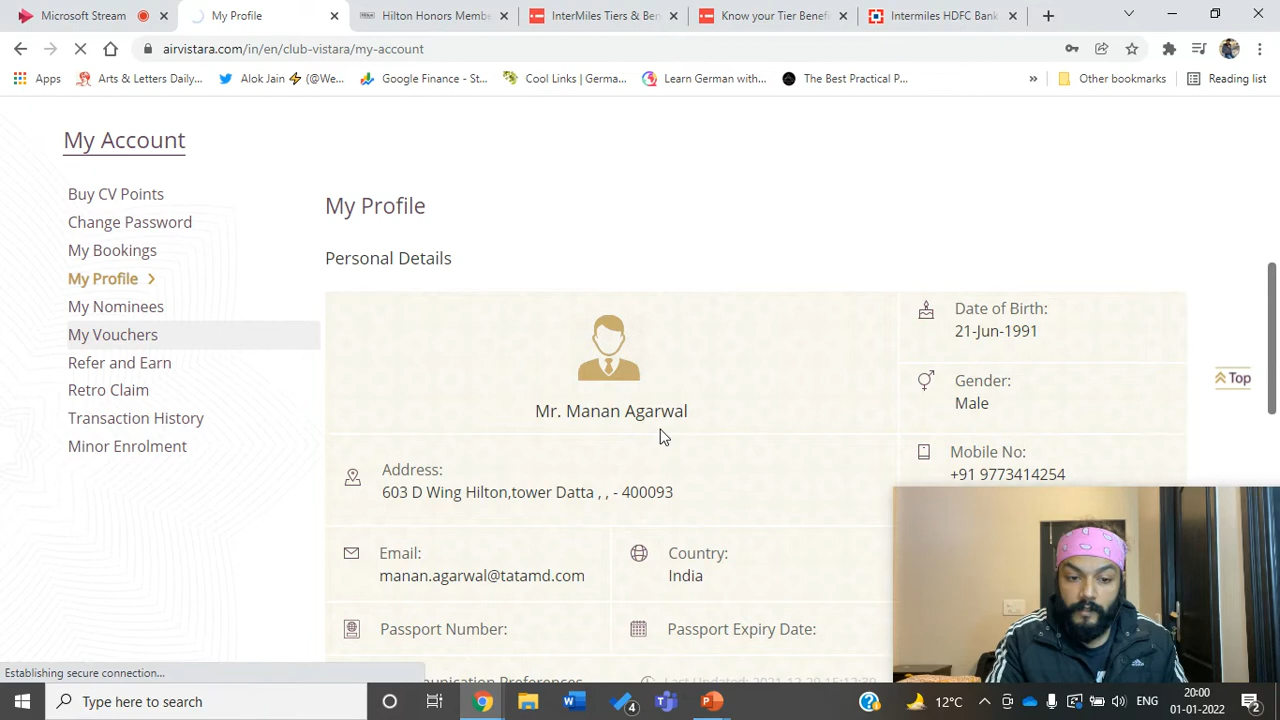 Microsoft Stream
My Profile
Hilton Honors Membe
InterMiles Tiers & Ben
Know your Tier Benefi
Intermiles HDFC Bank
airvistara.com/in/en/club-vistara/my-account
Apps
Arts & Letters Daily...
Alok Jain ⚡ (@We...
Google Finance - St...
Cool Links | Germa...
Learn German with...
The Best Practical P...
»
Other bookmarks
Reading list
My Account
Buy CV Points
Change Password
My Bookings
My Profile
My Nominees
My Vouchers
Refer and Earn
Retro Claim
Transaction History
Minor Enrolment
My Profile
Personal Details
Mr. Manan Agarwal
Date of Birth:
21-Jun-1991
Gender:
Male
Mobile No:
+91 9773414254
Address:
603 D Wing Hilton,tower Datta , , - 400093
Email:
manan.agarwal@tatamd.com
Country:
India
Passport Number:
Passport Expiry Date:
Top
Establishing secure connection...
Type here to search
4
12°C
ENG
20:00
01-01-2022
2